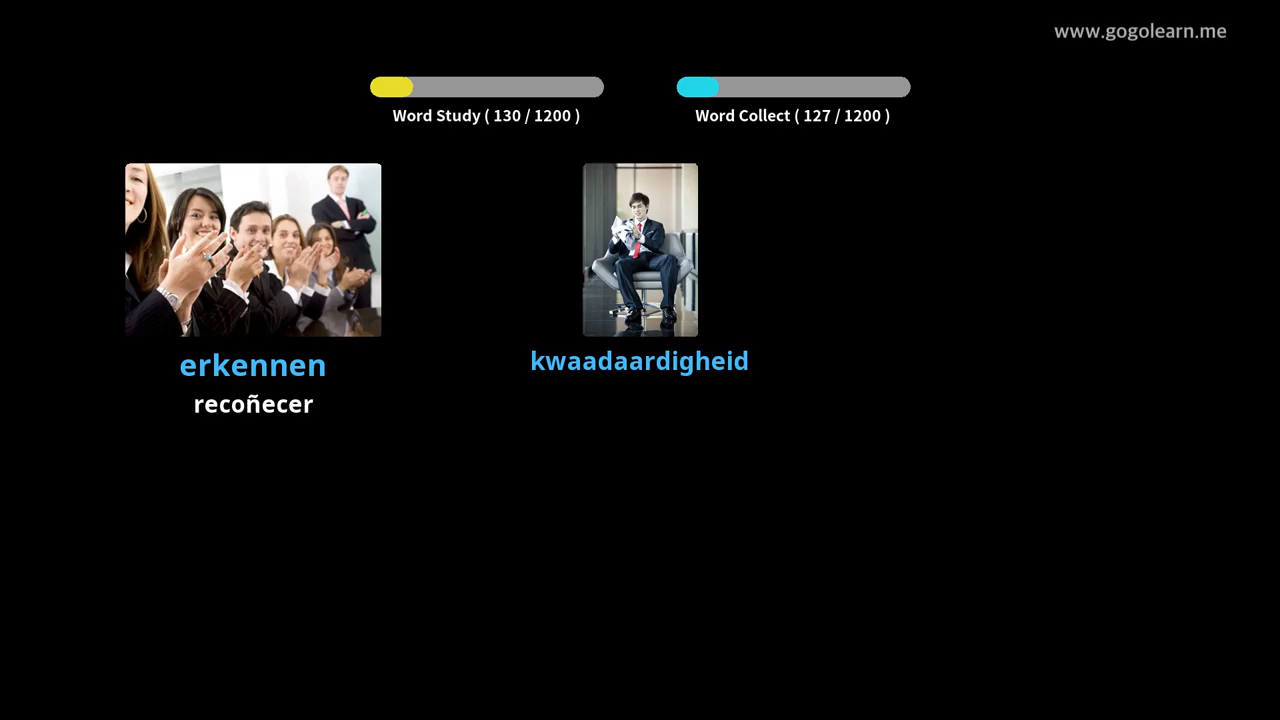 www.gogolearn.me
Word Study ( 130 / 1200 )
Word Collect ( 127 / 1200 )
erkennen
recoñecer
kwaadaardigheid